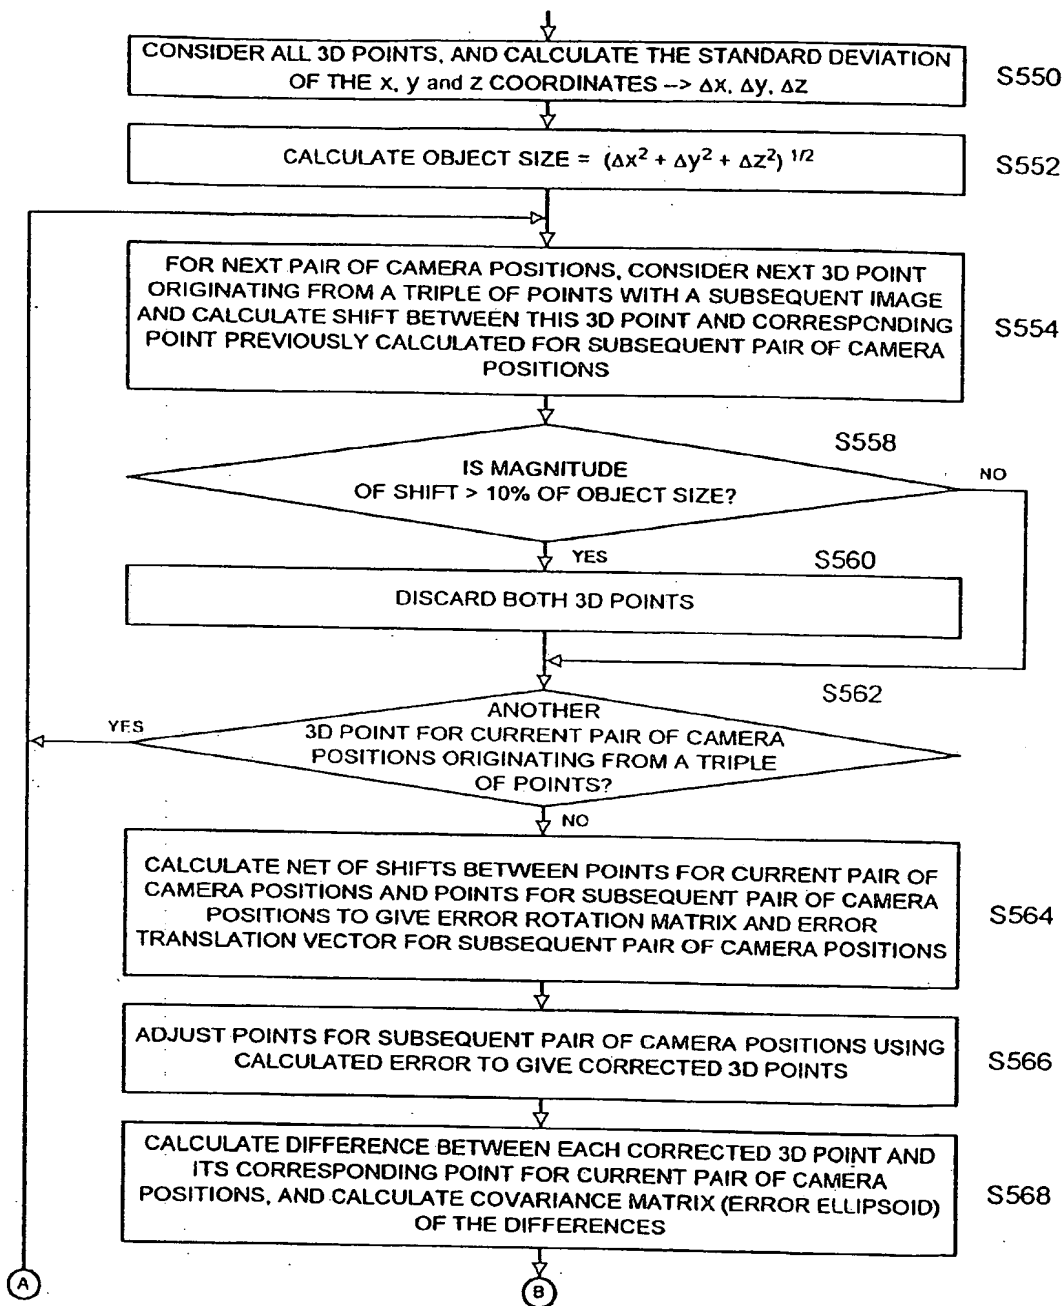 CONSIDER ALL 3D POINTS, AND CALCULATE THE STANDARD DEVIATION
OF THE x, y and z COORDINATES --> Δx, Δy, Δz
S550
CALCULATE OBJECT SIZE = (Δx² + Δy² + Δz²) ¹/²
S552
FOR NEXT PAIR OF CAMERA POSITIONS, CONSIDER NEXT 3D POINT
ORIGINATING FROM A TRIPLE OF POINTS WITH A SUBSEQUENT IMAGE
AND CALCULATE SHIFT BETWEEN THIS 3D POINT AND CORRESPONDING
POINT PREVIOUSLY CALCULATED FOR SUBSEQUENT PAIR OF CAMERA
POSITIONS
S554
S558
IS MAGNITUDE
OF SHIFT > 10% OF OBJECT SIZE?
NO
YES
S560
DISCARD BOTH 3D POINTS
S562
YES
ANOTHER
3D POINT FOR CURRENT PAIR OF CAMERA
POSITIONS ORIGINATING FROM A TRIPLE
OF POINTS?
NO
CALCULATE NET OF SHIFTS BETWEEN POINTS FOR CURRENT PAIR OF
CAMERA POSITIONS AND POINTS FOR SUBSEQUENT PAIR OF CAMERA
POSITIONS TO GIVE ERROR ROTATION MATRIX AND ERROR
TRANSLATION VECTOR FOR SUBSEQUENT PAIR OF CAMERA POSITIONS
S564
ADJUST POINTS FOR SUBSEQUENT PAIR OF CAMERA POSITIONS USING
CALCULATED ERROR TO GIVE CORRECTED 3D POINTS
S566
CALCULATE DIFFERENCE BETWEEN EACH CORRECTED 3D POINT AND
ITS CORRESPONDING POINT FOR CURRENT PAIR OF CAMERA
POSITIONS, AND CALCULATE COVARIANCE MATRIX (ERROR ELLIPSOID)
OF THE DIFFERENCES
S568
A
B